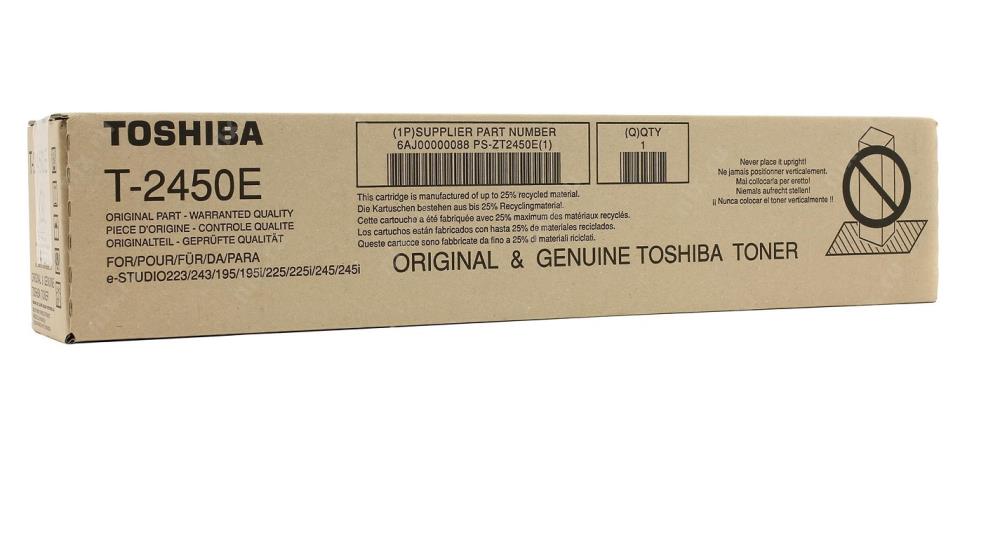 TOSHIBA
T-2450E
ORIGINAL PART - WARRANTED QUALITY
PIECE D'ORIGINE - CONTROLE QUALITE
ORIGINALTEIL - GEPRÜFTE QUALITÄT
FOR/POUR/FÜR/DA/PARA
e-STUDIO223/243/195/195i/225/225i/245/245i
(1P)SUPPLIER PART NUMBER
6AJ00000088 PS-ZT2450E(1)
(Q)QTY
1
This cartridge is manufactured of up to 25% recycled material.
Die Kartuschen bestehen aus bis 25% Recyclingmaterial.
Cette cartouche a été fabriquée avec 25% maximum des matériaux recyclés.
Los cartuchos están fabricados con hasta 25% de materiales reciclados.
Queste cartucce sono fabbricate da fino a 25% di materiali riciclati.
ORIGINAL & GENUINE TOSHIBA TONER
Never place it upright!
Ne jamais positionner verticalement.
Mai collocarla per eretto!
Niemals aufrecht stellen!
¡¡ Nunca colocar el toner verticalmente !!
ORIGINAL & GENUINE
TOSHIBA TONER